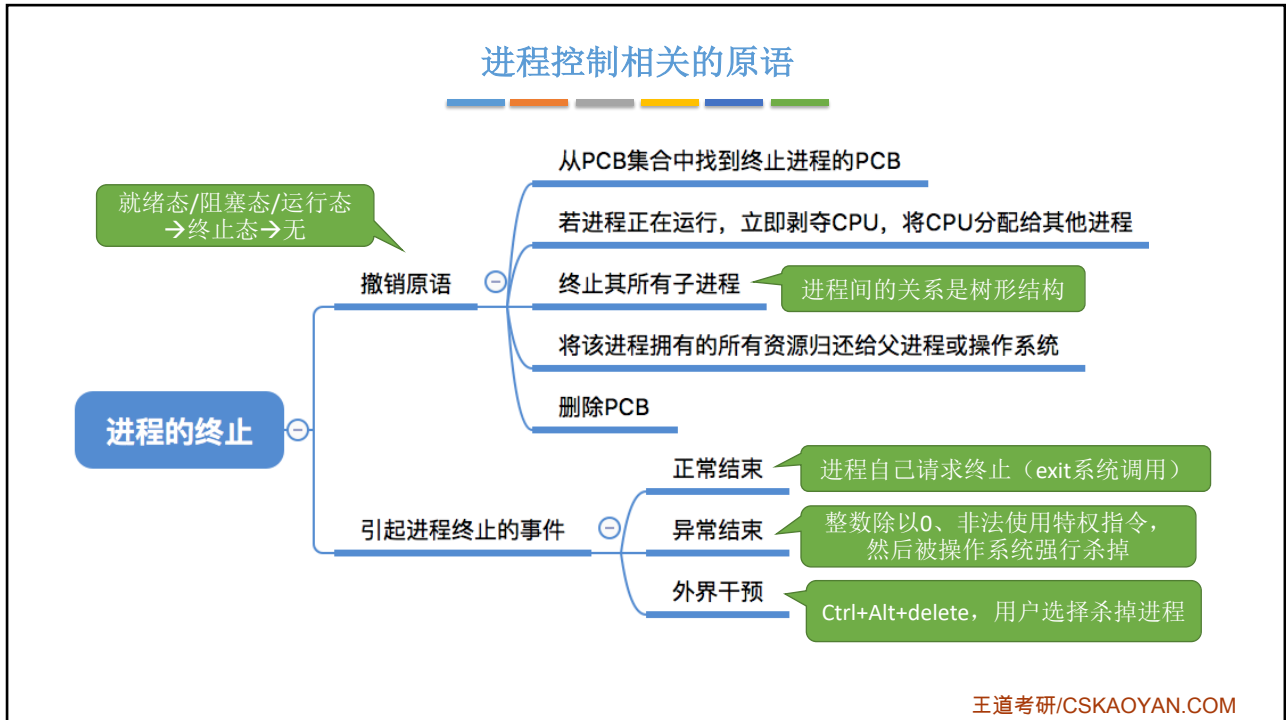 进程控制相关的原语
从PCB集合中找到终止进程的PCB
就绪态/阻塞态/运行态
→终止态→无
若进程正在运行，立即剥夺CPU，将CPU分配给其他进程
撤销原语
终止其所有子进程
进程间的关系是树形结构
将该进程拥有的所有资源归还给父进程或操作系统
删除PCB
进程的终止
正常结束
进程自己请求终止（exit系统调用）
引起进程终止的事件
异常结束
整数除以0、非法使用特权指令，
然后被操作系统强行杀掉
外界干预
Ctrl+Alt+delete，用户选择杀掉进程
王道考研/CSKAOYAN.COM